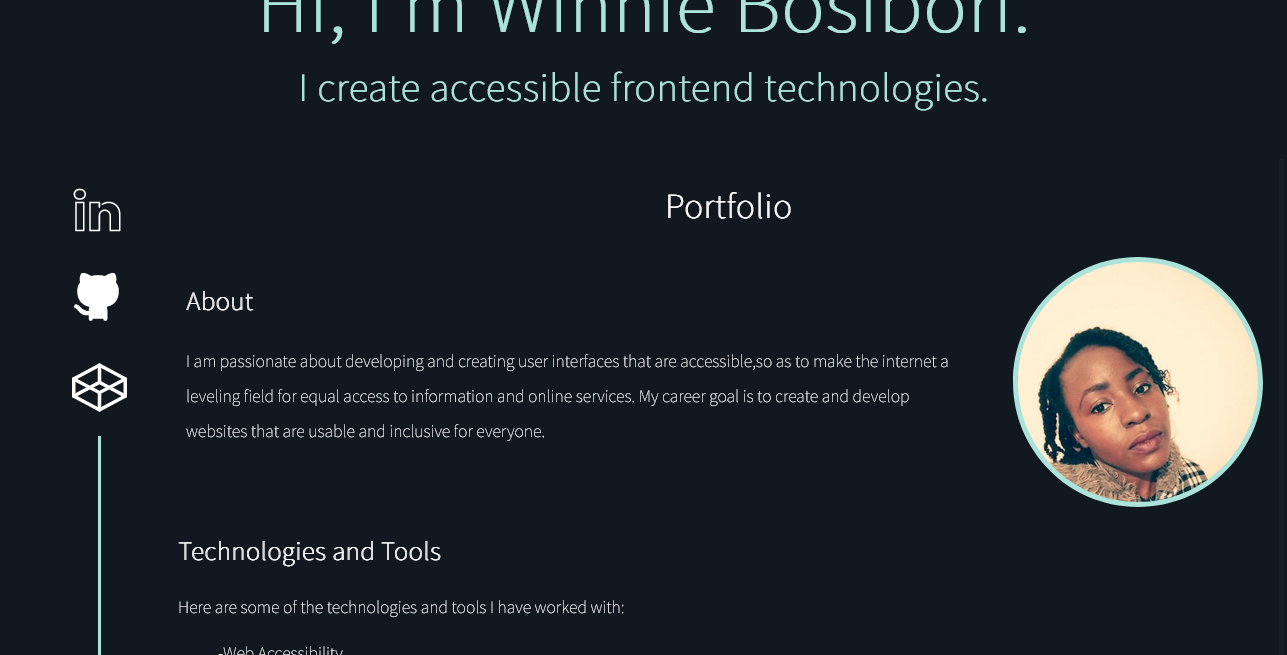 Hi, I'm Winnie Bosibori.
I create accessible frontend technologies.
in
Portfolio
About
I am passionate about developing and creating user interfaces that are accessible,so as to make the internet a
leveling field for equal access to information and online services. My career goal is to create and develop
websites that are usable and inclusive for everyone.
Technologies and Tools
Here are some of the technologies and tools I have worked with:
-Web Accessibility